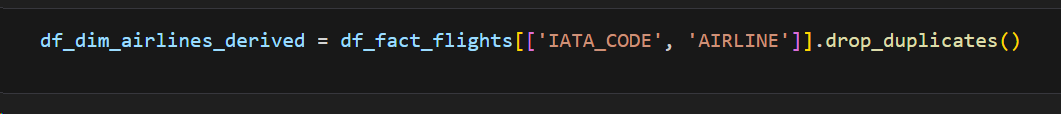 df_dim_airlines_derived = df_fact_flights[['IATA_CODE', 'AIRLINE']].drop_duplicates()